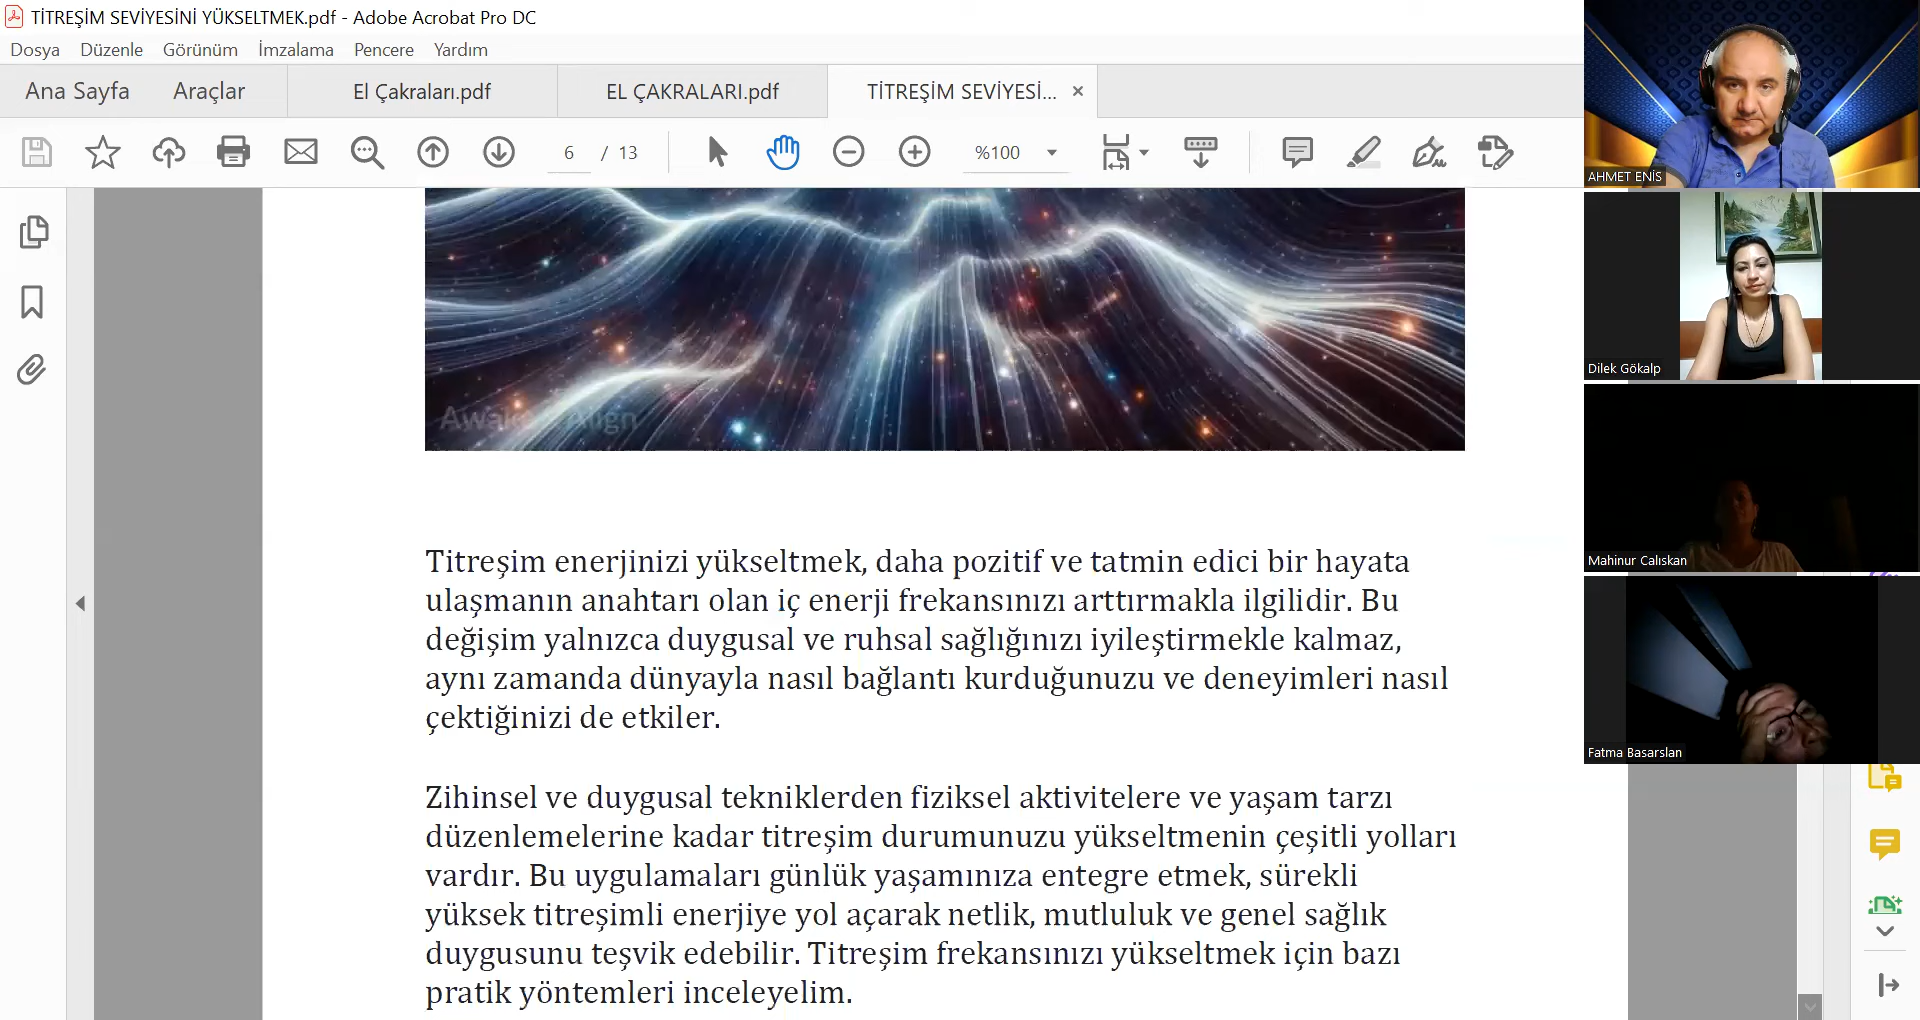 TİTREŞİM SEVİYESİNİ YÜKSELTMEK.pdf - Adobe Acrobat Pro DC
Dosya Düzenle Görünüm İmzalama Pencere Yardım
Ana Sayfa Araçlar El Çakraları.pdf EL ÇAKRALARI.pdf TİTREŞİM SEVİYESİ... ×
6 / 13 %100
AHMET ENİS
Dilek Gökalp
Mahinur Calıskan
Fatma Basarslan
Titreşim enerjinizi yükseltmek, daha pozitif ve tatmin edici bir hayata
ulaşmanın anahtarı olan iç enerji frekansınızı arttırmakla ilgilidir. Bu
değişim yalnızca duygusal ve ruhsal sağlığınızı iyileştirmekle kalmaz,
aynı zamanda dünyayla nasıl bağlantı kurduğunuzu ve deneyimleri nasıl
çektiğinizi de etkiler.
Zihinsel ve duygusal tekniklerden fiziksel aktivitelere ve yaşam tarzı
düzenlemelerine kadar titreşim durumunuzu yükseltmenin çeşitli yolları
vardır. Bu uygulamaları günlük yaşamınıza entegre etmek, sürekli
yüksek titreşimli enerjiye yol açarak netlik, mutluluk ve genel sağlık
duygusunu teşvik edebilir. Titreşim frekansınızı yükseltmek için bazı
pratik yöntemleri inceleyelim.